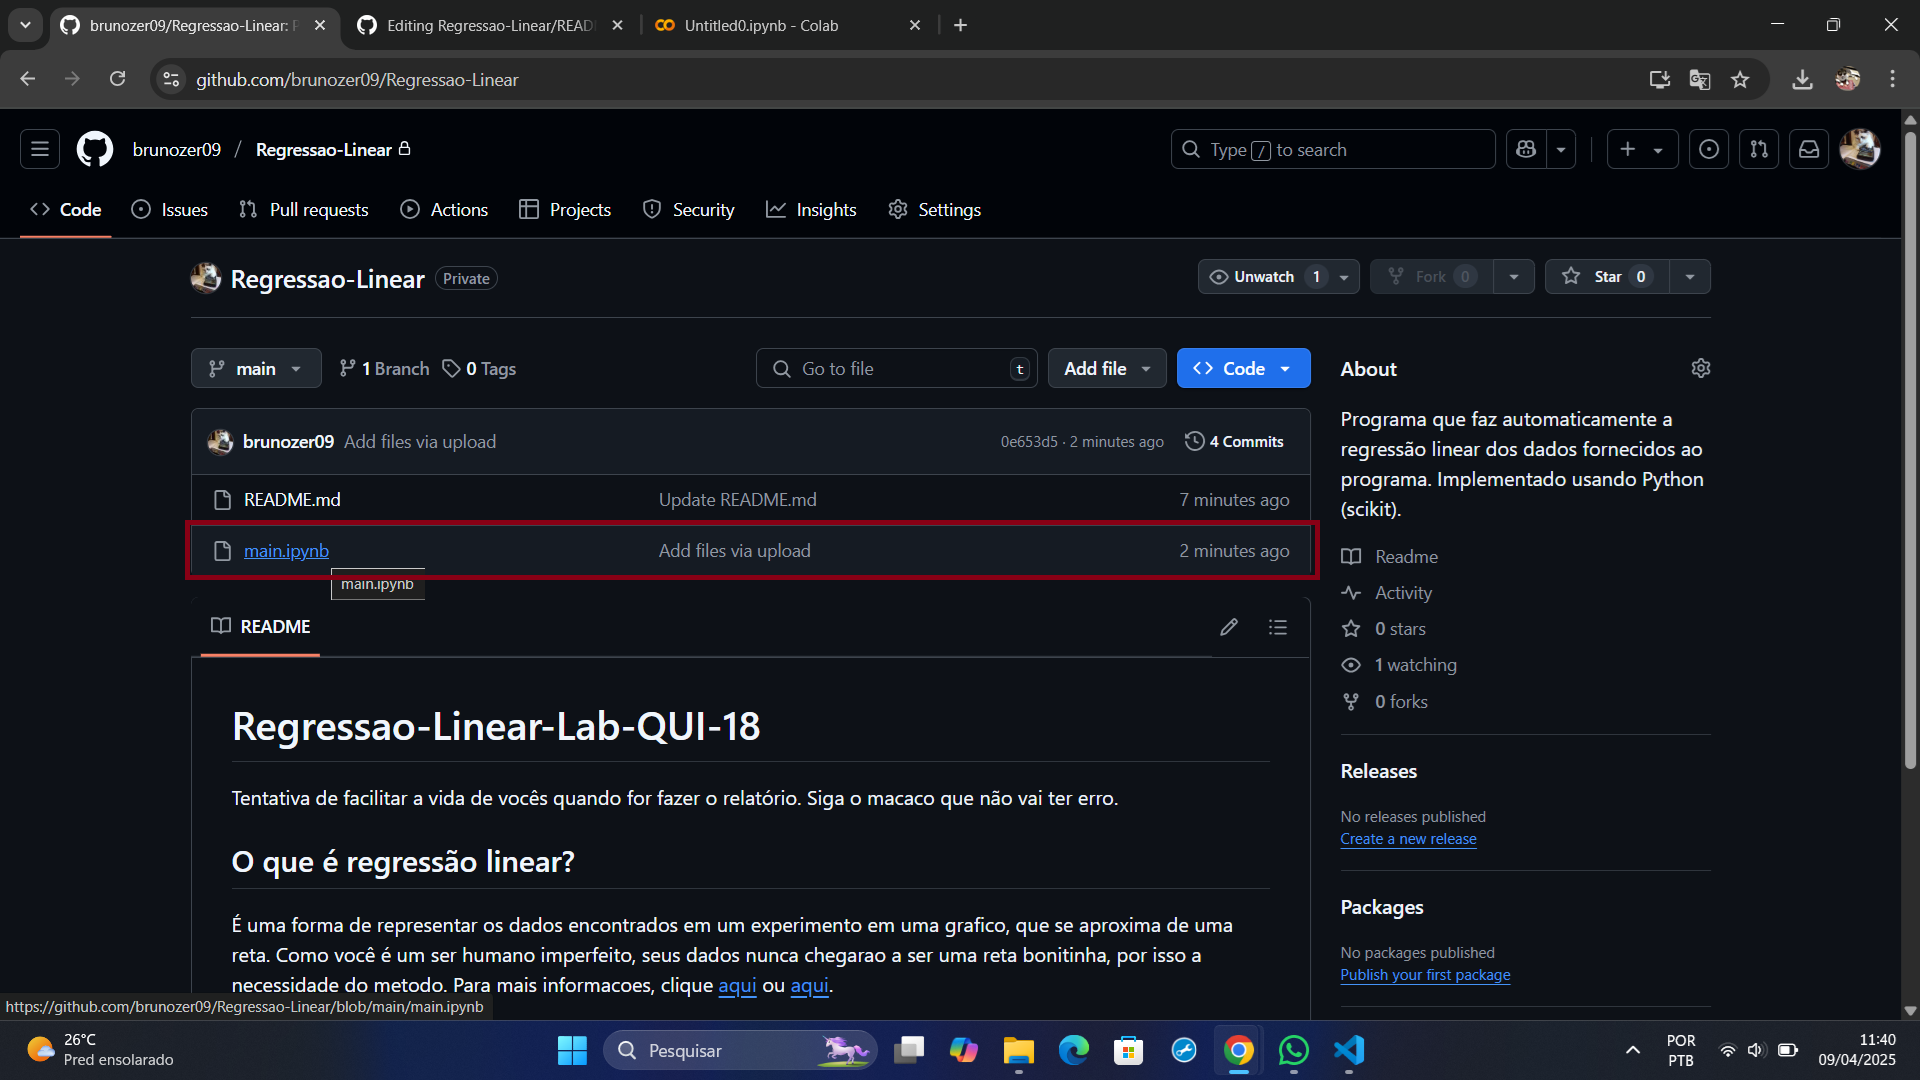 brunozer09/Regressao-Linear: P
Editing Regressao-Linear/READ
Untitled0.ipynb - Colab
github.com/brunozer09/Regressao-Linear
brunozer09 / Regressao-Linear
Type / to search
Code
Issues
Pull requests
Actions
Projects
Security
Insights
Settings
Regressao-Linear Private
Unwatch 1
Fork 0
Star 0
main
1 Branch
0 Tags
Go to file t
Add file
Code
brunozer09 Add files via upload 0e653d5 · 2 minutes ago 4 Commits
README.md Update README.md 7 minutes ago
main.ipynb Add files via upload 2 minutes ago
main.ipynb
README
Regressao-Linear-Lab-QUI-18
Tentativa de facilitar a vida de vocês quando for fazer o relatório. Siga o macaco que não vai ter erro.
O que é regressão linear?
É uma forma de representar os dados encontrados em um experimento em uma grafico, que se aproxima de uma
reta. Como você é um ser humano imperfeito, seus dados nunca chegarao a ser uma reta bonitinha, por isso a
necessidade do metodo. Para mais informacoes, clique aqui ou aqui.
About
Programa que faz automaticamente a
regressão linear dos dados fornecidos ao
programa. Implementado usando Python
(scikit).
Readme
Activity
0 stars
1 watching
0 forks
Releases
No releases published
Create a new release
Packages
No packages published
Publish your first package
https://github.com/brunozer09/Regressao-Linear/blob/main/main.ipynb
26°C
Pred ensolarado
Pesquisar
POR
PTB
11:40
09/04/2025